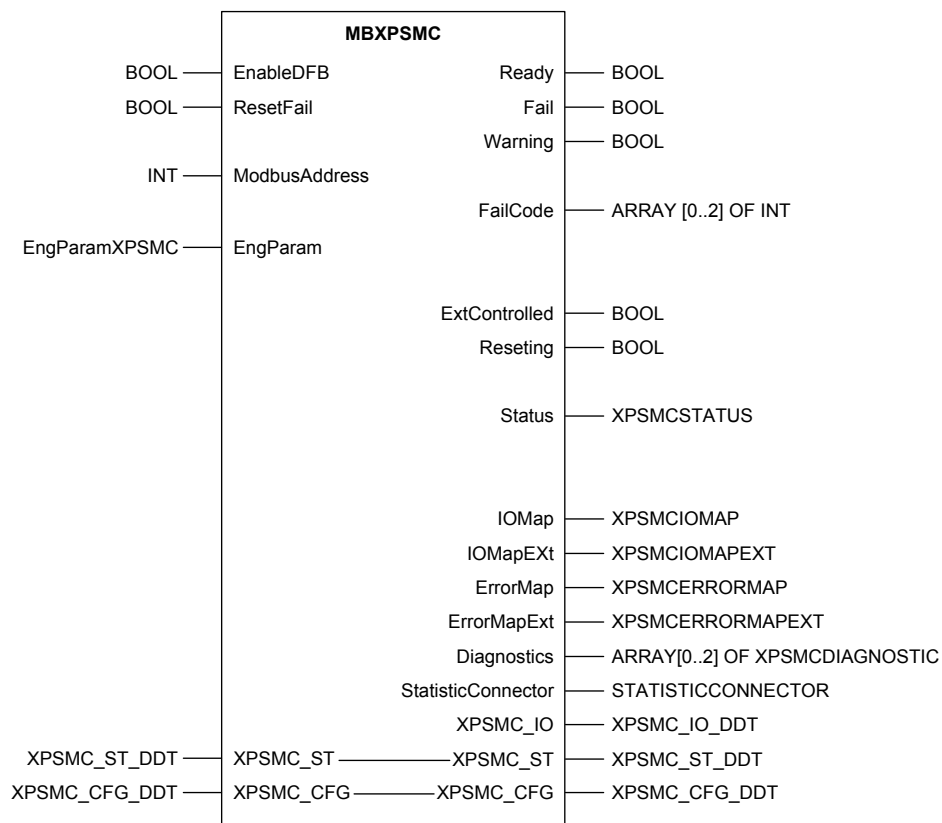 MBXPSMC
BOOL EnableDFB Ready BOOL
BOOL ResetFail Fail BOOL
Warning BOOL
INT ModbusAddress
FailCode ARRAY [0..2] OF INT
EngParamXPSMC EngParam
ExtControlled BOOL
Reseting BOOL
Status XPSMCSTATUS
IOMap XPSMCIOMAP
IOMapEXt XPSMCIOMAPEXT
ErrorMap XPSMCERRORMAP
ErrorMapExt XPSMCERRORMAPEXT
Diagnostics ARRAY[0..2] OF XPSMCDIAGNOSTIC
StatisticConnector STATISTICCONNECTOR
XPSMC_IO XPSMC_IO_DDT
XPSMC_ST_DDT XPSMC_ST XPSMC_ST XPSMC_ST_DDT
XPSMC_CFG_DDT XPSMC_CFG XPSMC_CFG XPSMC_CFG_DDT